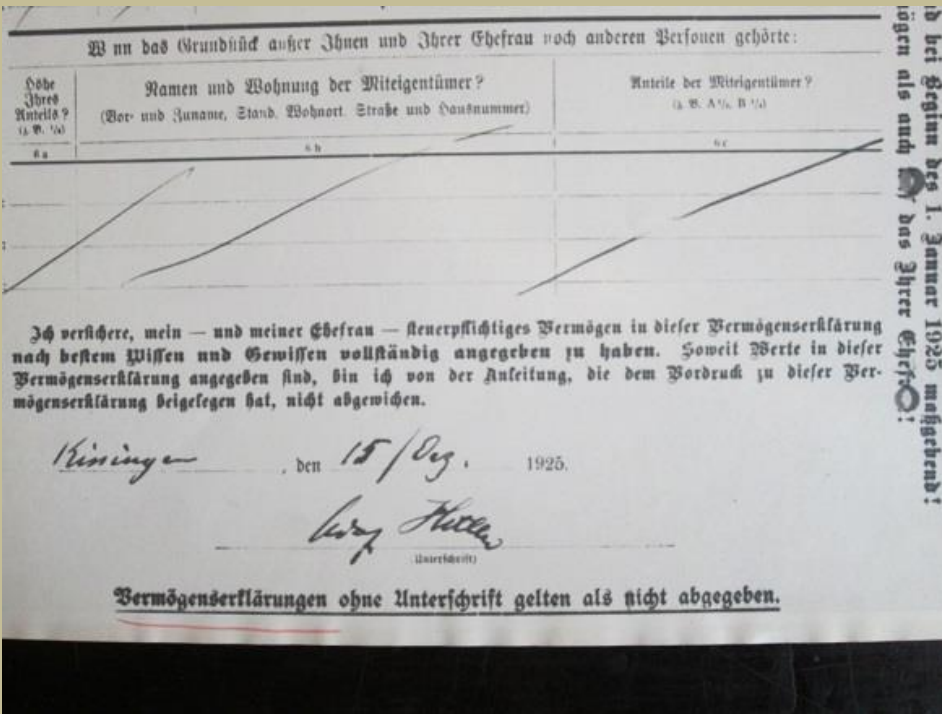 W nn das Grundstück außer Ihnen und Ihrer Ehefrau noch anderen Personen gehörte:
Höhe
Ihres
Anteils?
(z. B. ¼)
Namen und Wohnung der Miteigentümer?
(Vor- und Zuname, Stand, Wohnort, Straße und Hausnummer)
Anteile der Miteigentümer?
(z. B. A
6a
6b
6c
Ich versichere, mein — und meiner Ehefrau — steuerpflichtiges Vermögen in dieser Vermögenserklärung
nach bestem Wissen und Gewissen vollständig angegeben zu haben. Soweit Werte in dieser
Vermögenserklärung angegeben sind, bin ich von der Anleitung, die dem Vordruck zu dieser Ver-
mögenserklärung beigelegen hat, nicht abgewichen.
, den 15/Dez. 1925.
Adolf Hitler
(Unterschrift)
Vermögenserklärungen ohne Unterschrift gelten als nicht abgegeben.
d bei Beginn des 1. Januar 1925 maßgebend!
mögen als auch das Ihrer Ehefrau!